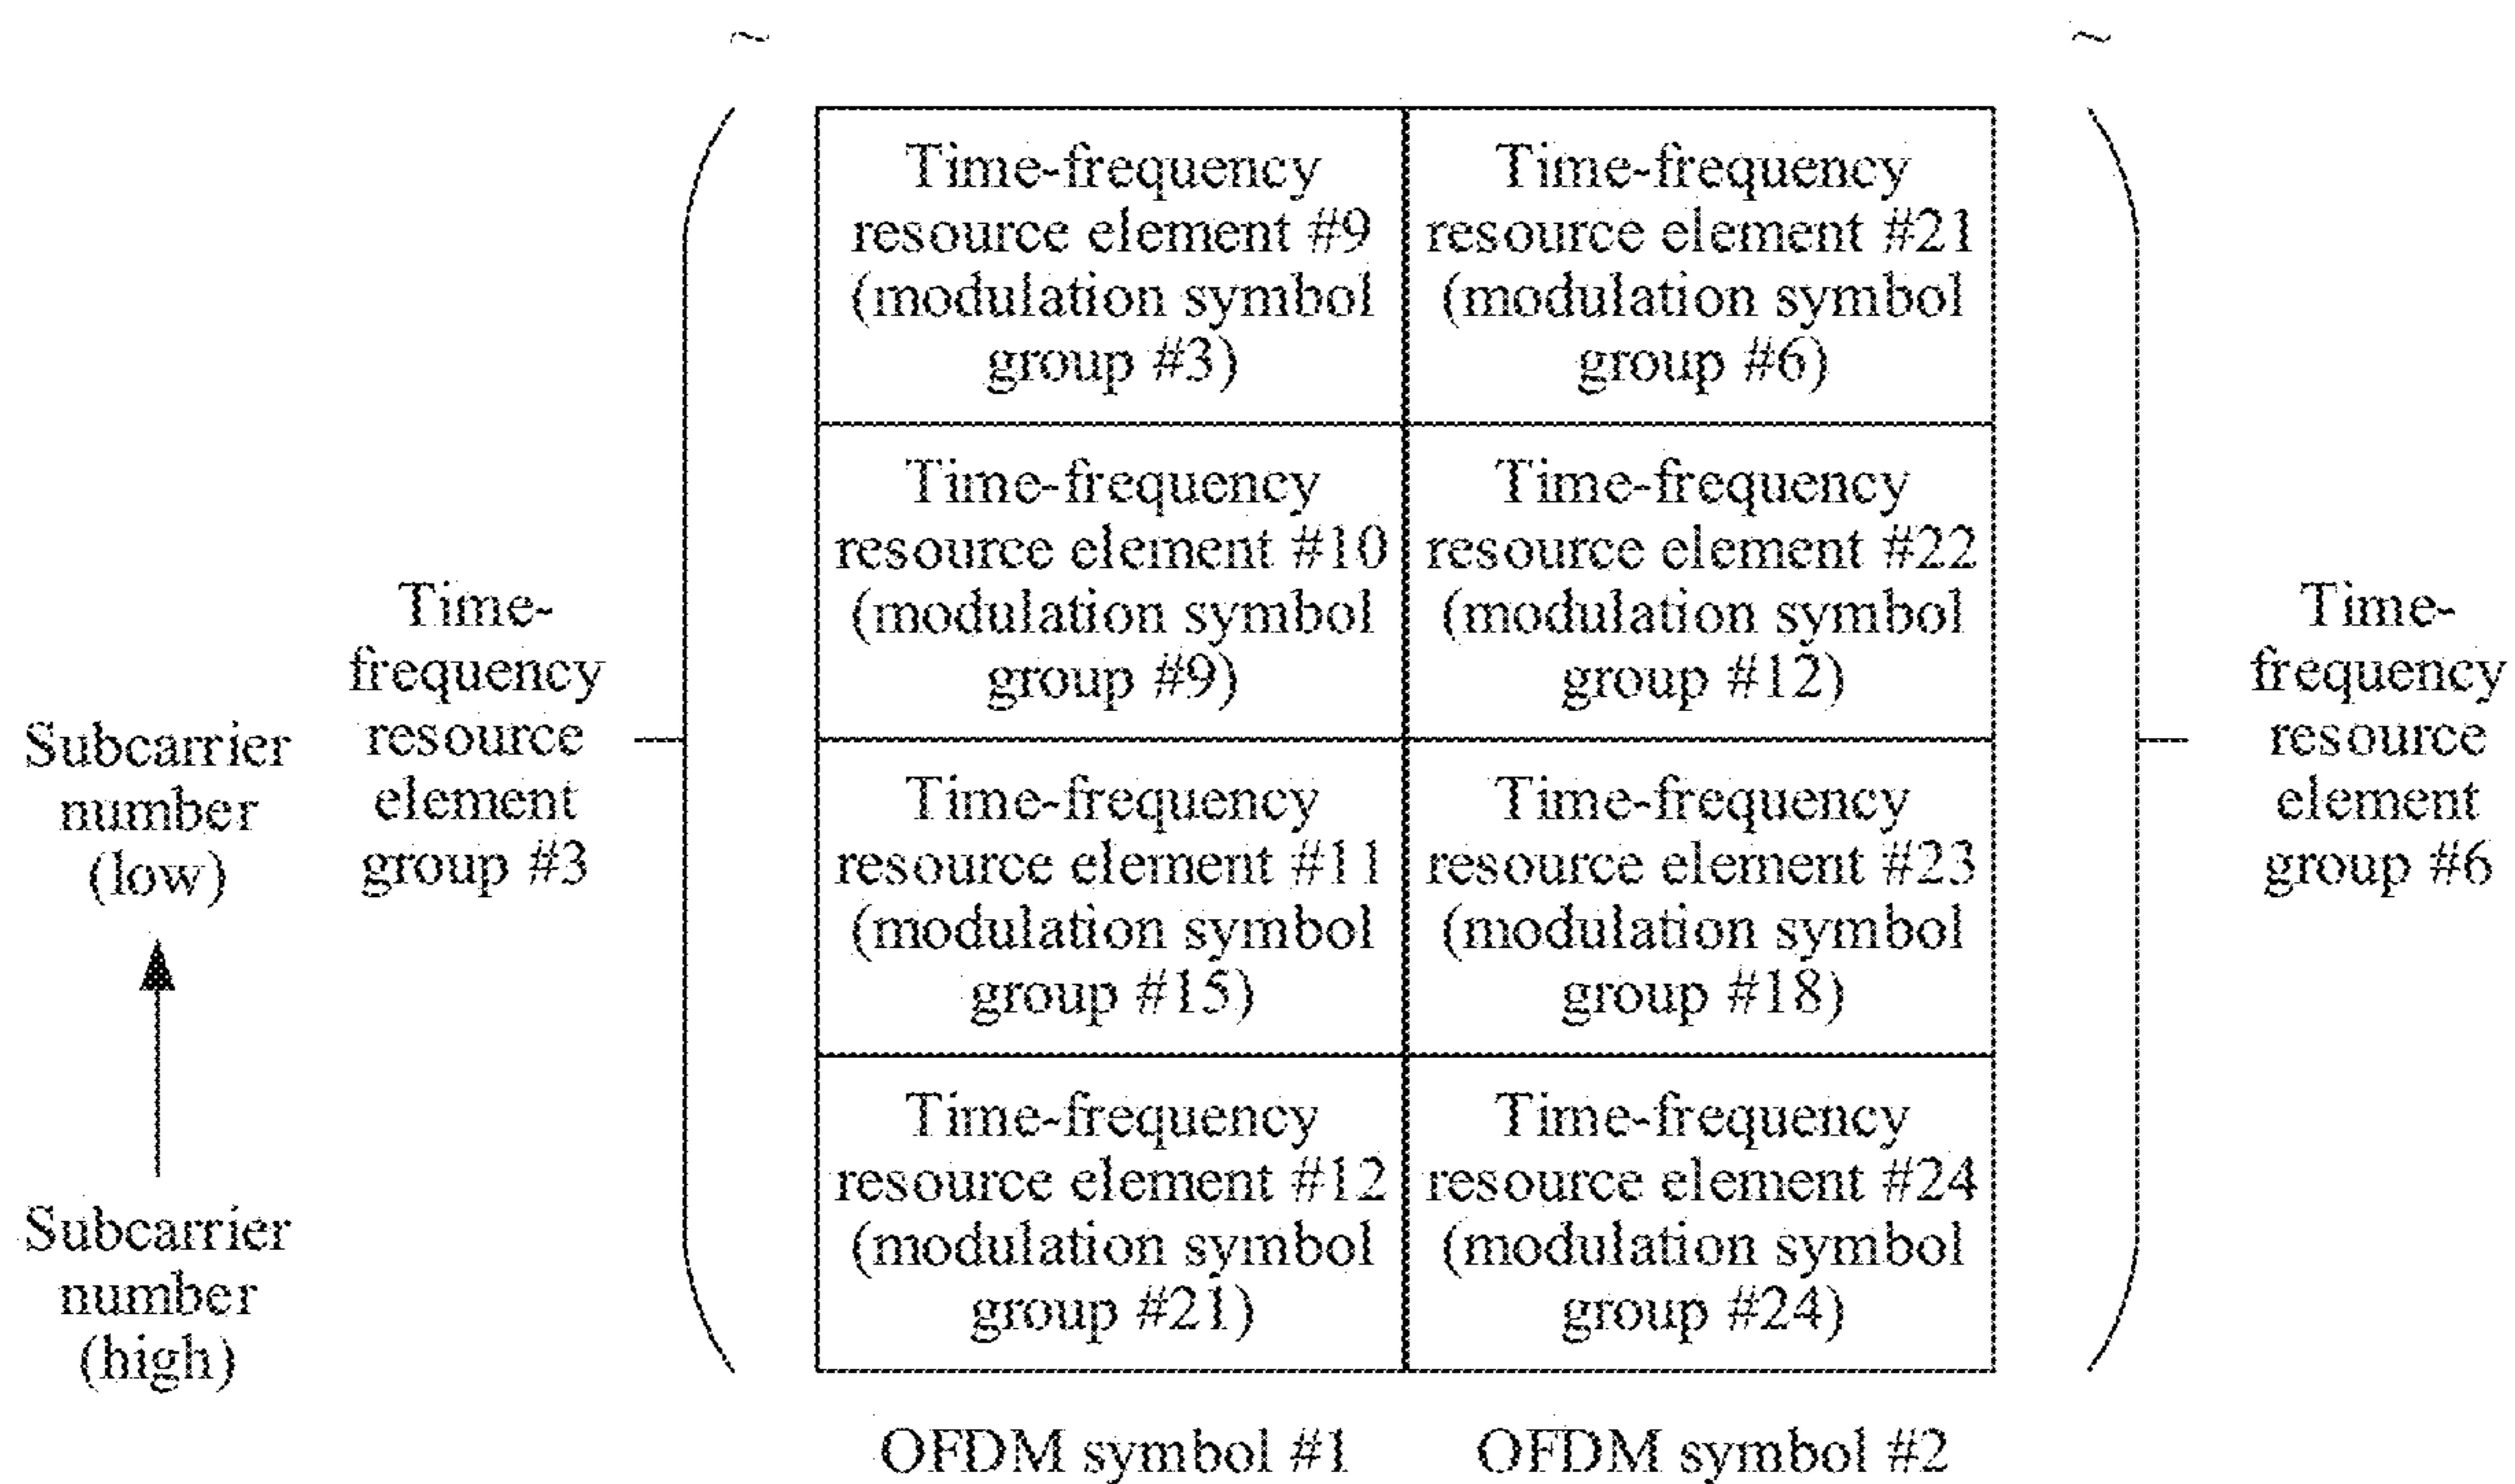 ~
~
Time-frequency
resource element #9
(modulation symbol
group #3)
Time-frequency
resource element #21
(modulation symbol
group #6)
Time-frequency
resource element #10
(modulation symbol
group #9)
Time-frequency
resource element #22
(modulation symbol
group #12)
Time-frequency
resource element #11
(modulation symbol
group #15)
Time-frequency
resource element #23
(modulation symbol
group #18)
Time-frequency
resource element #12
(modulation symbol
group #21)
Time-frequency
resource element #24
(modulation symbol
group #24)
Time-
frequency
resource
element
group #3
Subcarrier
number
(low)
Subcarrier
number
(high)
Time-
frequency
resource
element
group #6
OFDM symbol #1
OFDM symbol #2